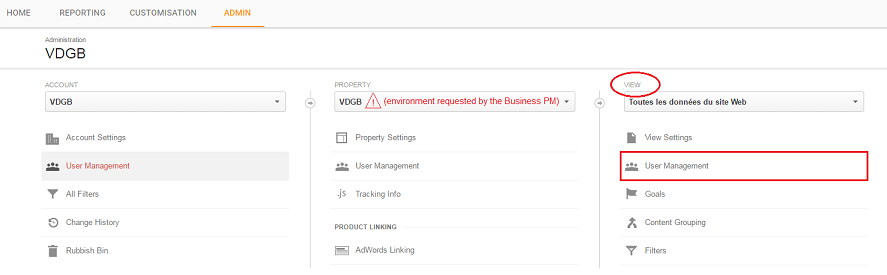 HOME REPORTING CUSTOMISATION ADMIN
Administration
VDGB
ACCOUNT
VDGB
Account Settings
User Management
All Filters
Change History
Rubbish Bin
PROPERTY
VDGB ! (environment requested by the Business PM)
Property Settings
User Management
.js Tracking Info
PRODUCT LINKING
AdWords Linking
VIEW
Toutes les données du site Web
View Settings
User Management
Goals
Content Grouping
Filters